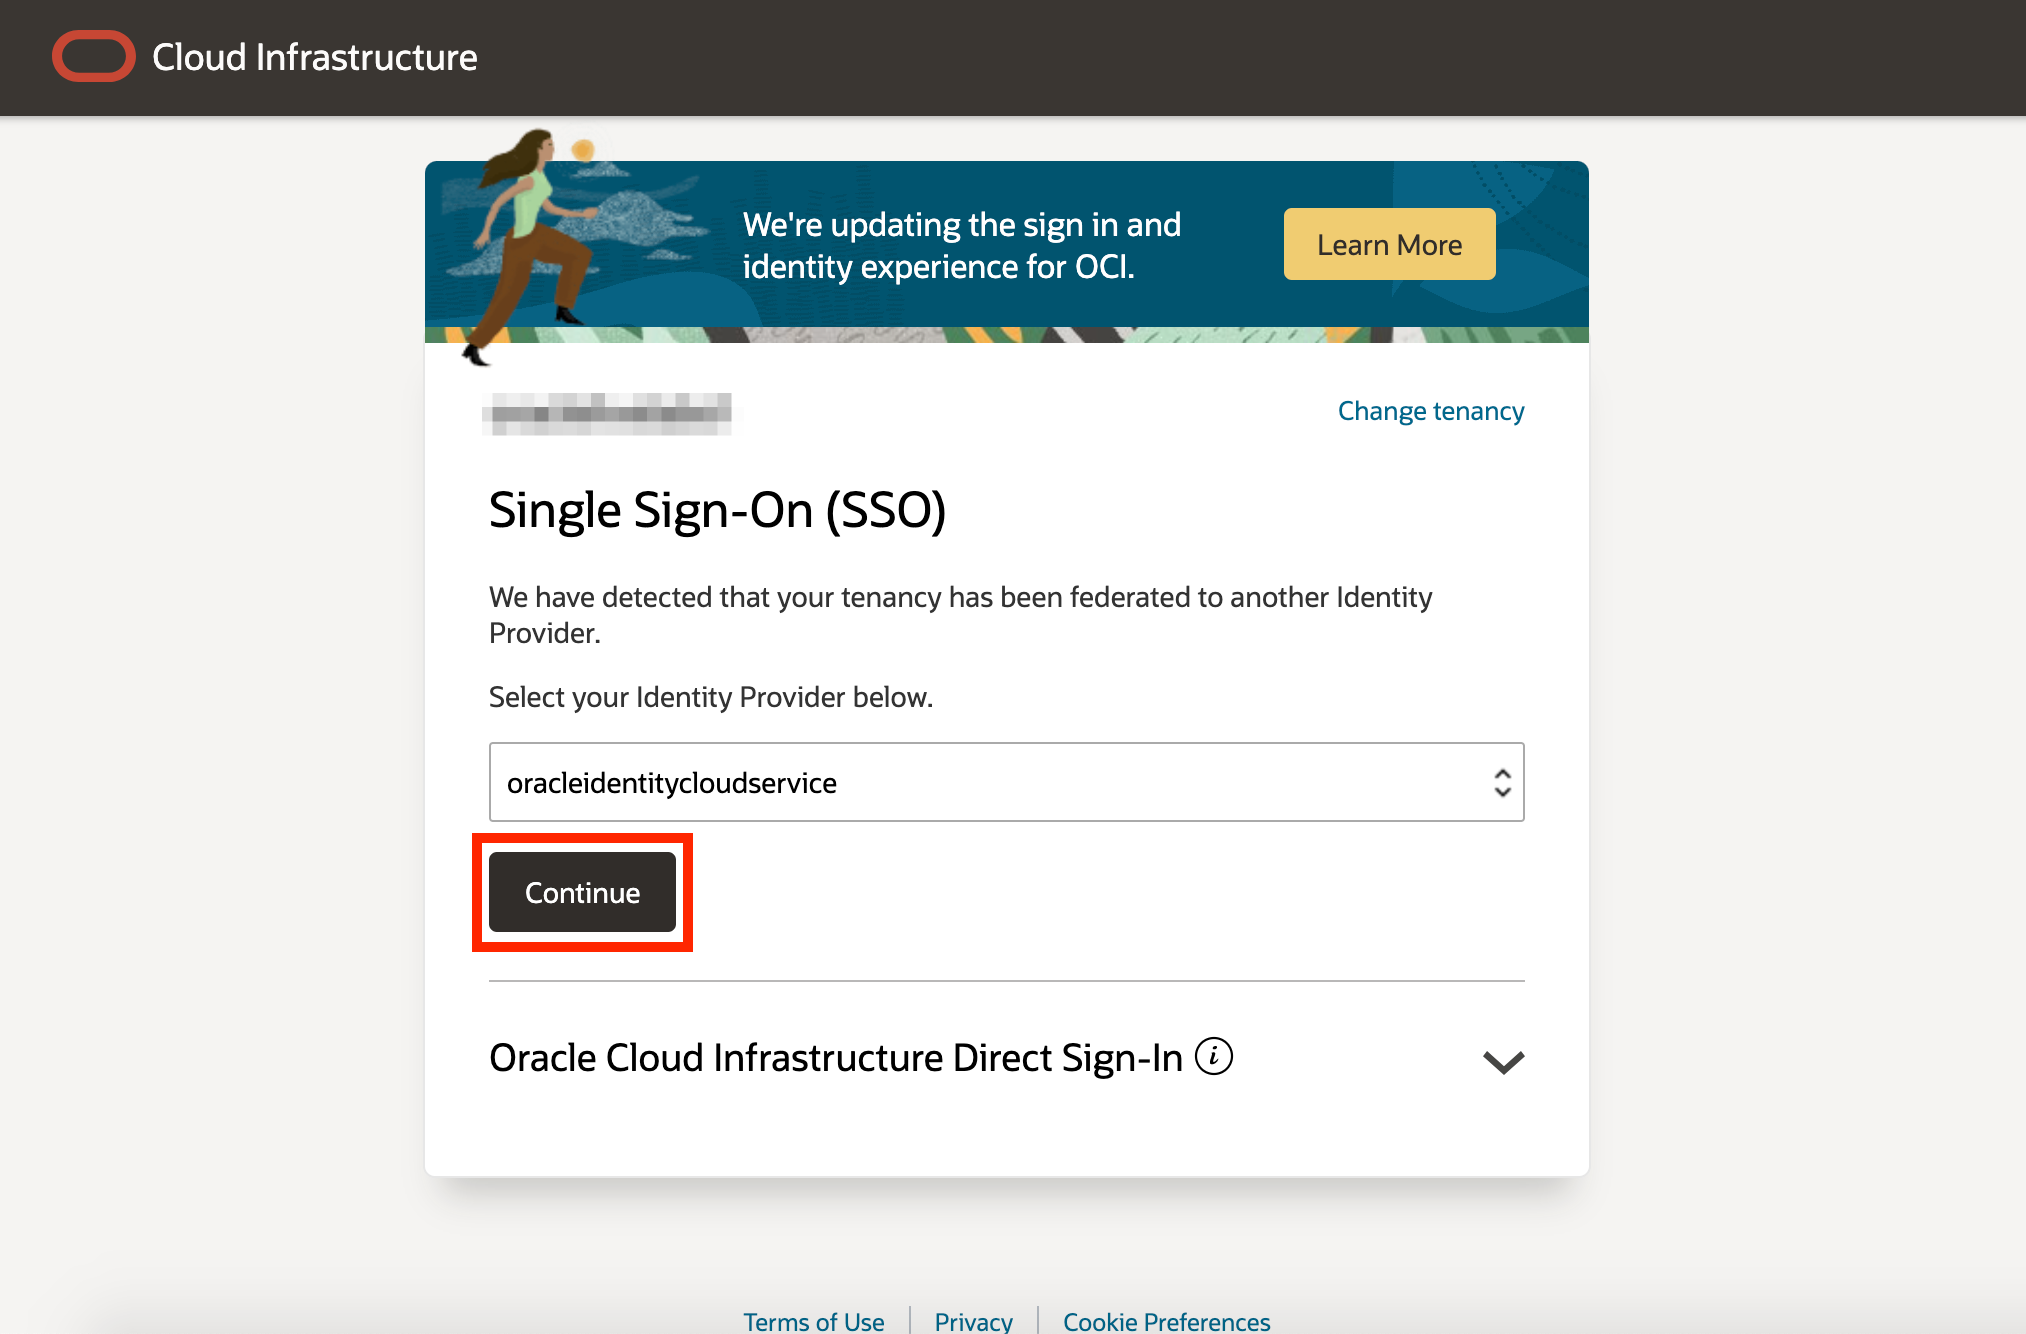 Cloud Infrastructure
We're updating the sign in and
identity experience for OCI.
Learn More
Change tenancy
Single Sign-On (SSO)
We have detected that your tenancy has been federated to another Identity
Provider.
Select your Identity Provider below.
oracleidentitycloudservice
Continue
Oracle Cloud Infrastructure Direct Sign-In
Terms of Use
Privacy
Cookie Preferences